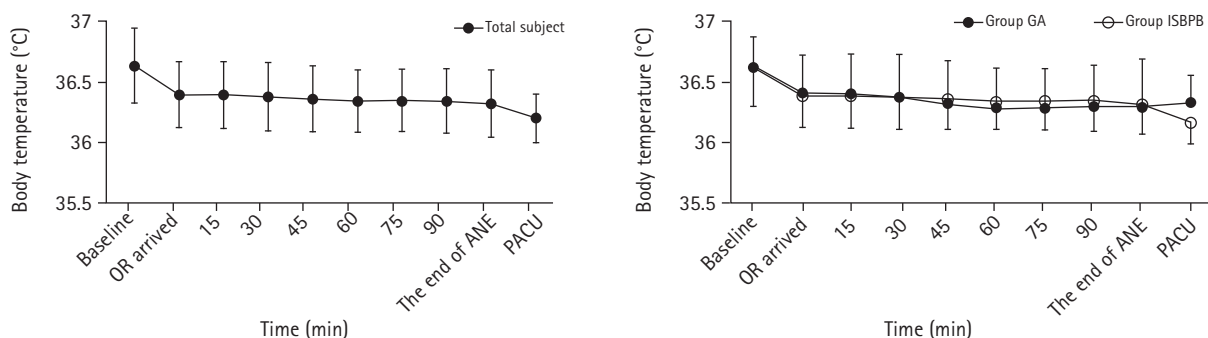 Body temperature (°C)
37
36.5
36
35.5
Total subject
Baseline
OR arrived
15
30
45
60
75
90
The end of ANE
PACU
Time (min)
Body temperature (°C)
37
36.5
36
35.5
Group GA
Group ISBPB
Baseline
OR arrived
15
30
45
60
75
90
The end of ANE
PACU
Time (min)